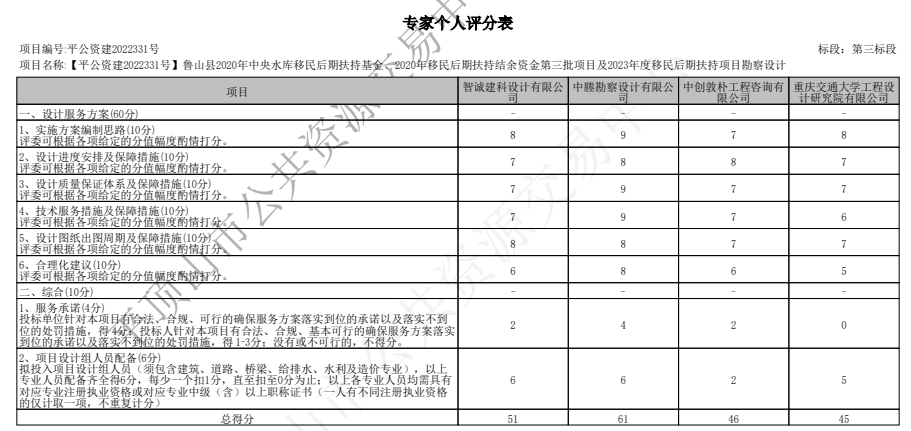 专家个人评分表
项目编号:平公资建2022331号 标段：第三标段
项目名称:【平公资建2022331号】鲁山县2020年中央水库移民后期扶持基金、2020年移民后期扶持结余资金第三批项目及2023年度移民后期扶持项目勘察设计
项目 智诚建科设计有限公司 中塍勘察设计有限公司 中创敦朴工程咨询有限公司 重庆交通大学工程设计研究院有限公司
一、设计服务方案(60分) - - - -
1、实施方案编制思路(10分)
评委可根据各项给定的分值幅度酌情打分。 8 9 7 8
2、设计进度安排及保障措施(10分)
评委可根据各项给定的分值幅度酌情打分。 7 8 8 7
3、设计质量保证体系及保障措施(10分)
评委可根据各项给定的分值幅度酌情打分。 7 9 7 7
4、技术服务措施及保障措施(10分)
评委可根据各项给定的分值幅度酌情打分。 7 9 7 6
5、设计图纸出图周期及保障措施(10分)
评委可根据各项给定的分值幅度酌情打分。 8 8 7 7
6、合理化建议(10分)
评委可根据各项给定的分值幅度酌情打分。 6 8 6 5
二、综合(10分) - - - -
1、服务承诺(4分)
投标单位针对本项目有合法、合规、可行的确保服务方案落实到位的承诺以及落实不到
位的处罚措施，得4分；投标人针对本项目有合法、合规、基本可行的确保服务方案落实
到位的承诺以及落实不到位的处罚措施，得1-3分；没有或不可行的，不得分。 2 4 2 0
2、项目设计组人员配备(6分)
拟投入项目设计组人员（须包含建筑、道路、桥梁、给排水、水利及造价专业），以上
专业人员配备齐全得6分，每少一个扣1分，直至扣至0分为止；以上各专业人员均需具有
对应专业注册执业资格或对应专业中级（含）以上职称证书（一人有不同注册执业资格
的仅计取一项，不重复计分） 6 6 2 5
总得分 51 61 46 45